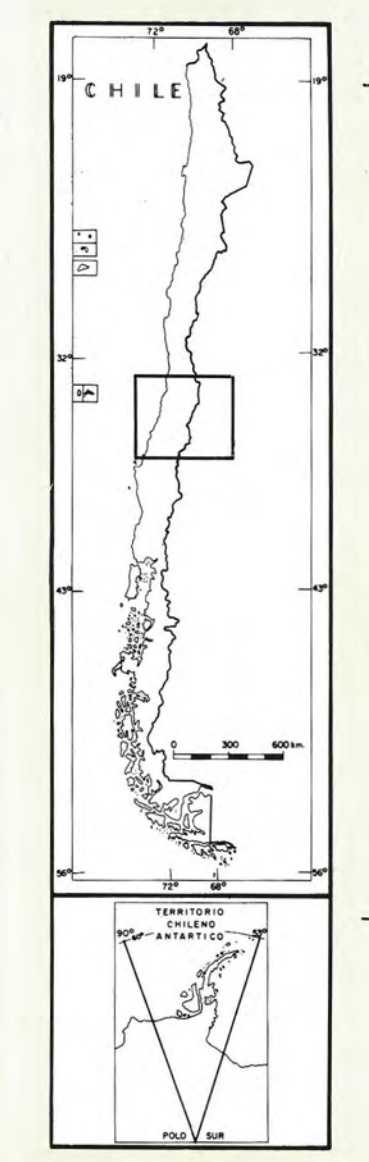 72° 68°
19° 19°
CHILE
32° 32°
43° 43°
0 300 600 km.
56° 56°
72° 68°
TERRITORIO
CHILENO
ANTARTICO
90° 60° 53°
POLO SUR